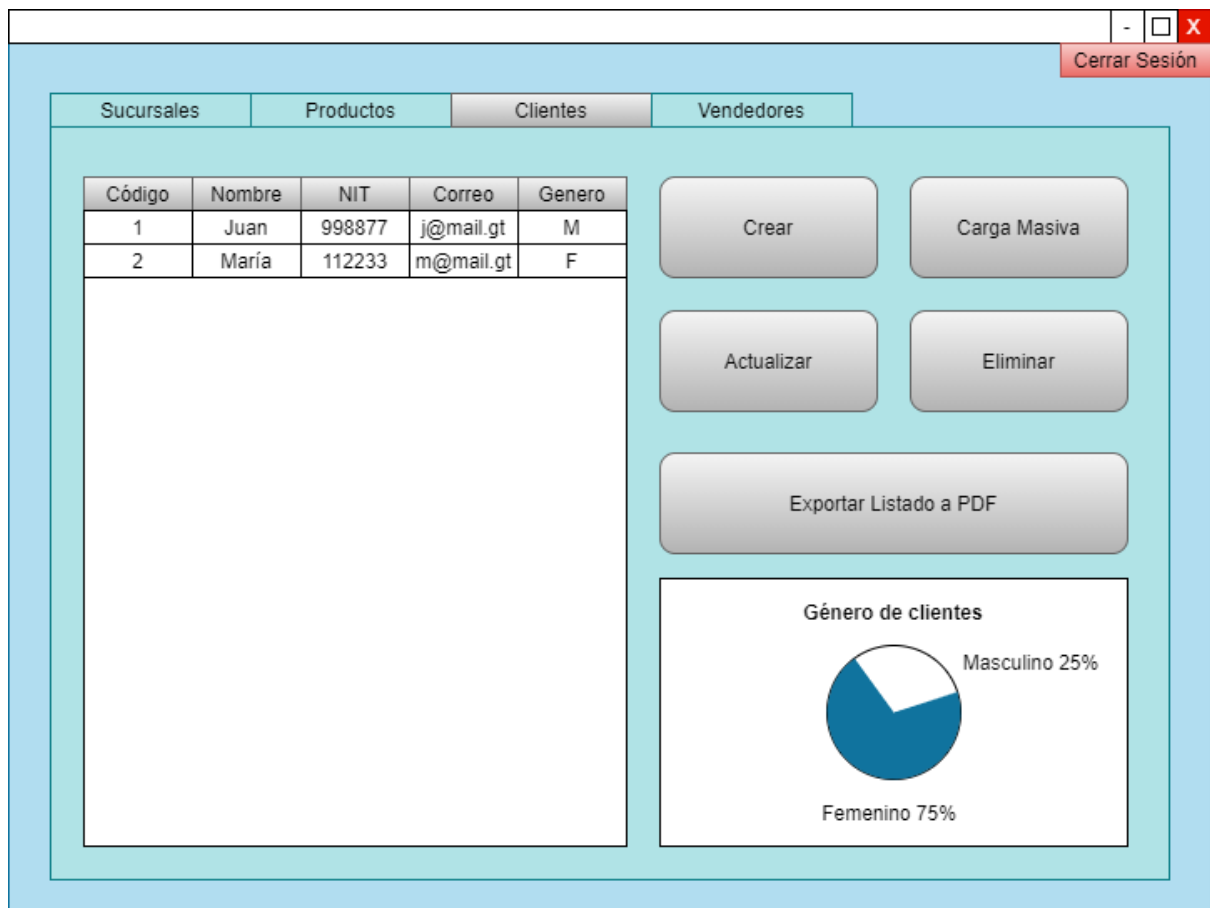 - X
Cerrar Sesión
Sucursales Productos Clientes Vendedores
Código Nombre NIT Correo Genero
1 Juan 998877 j@mail.gt M
2 María 112233 m@mail.gt F
Crear Carga Masiva
Actualizar Eliminar
Exportar Listado a PDF
Género de clientes
Masculino 25%
Femenino 75%